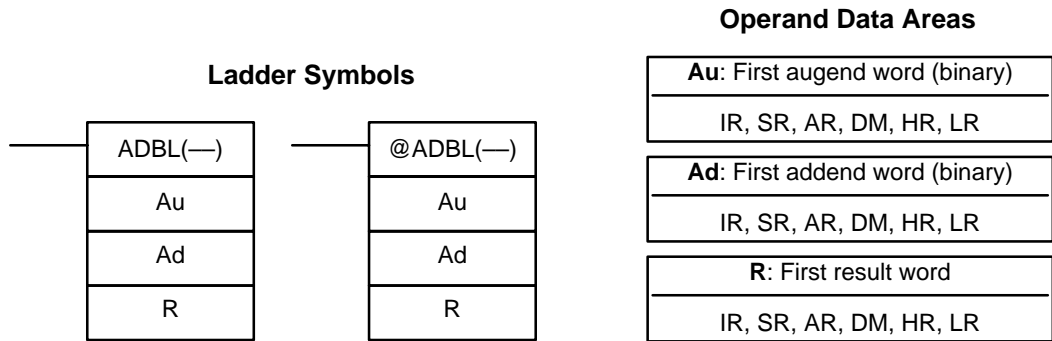 Ladder Symbols
ADBL(––)
Au
Ad
R
@ADBL(––)
Au
Ad
R
Operand Data Areas
Au: First augend word (binary)
IR, SR, AR, DM, HR, LR
Ad: First addend word (binary)
IR, SR, AR, DM, HR, LR
R: First result word
IR, SR, AR, DM, HR, LR